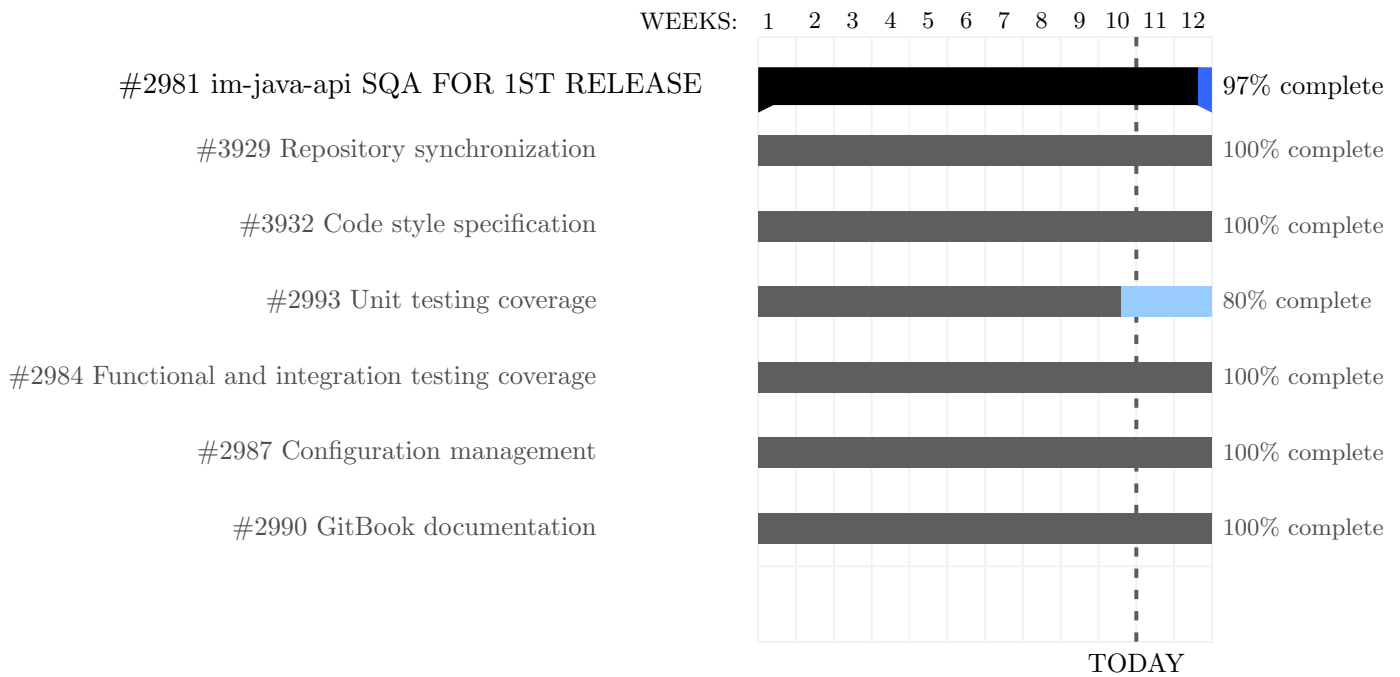 WEEKS: 1 2 3 4 5 6 7 8 9 10 11 12
#2981 im-java-api SQA FOR 1ST RELEASE 97% complete
#3929 Repository synchronization 100% complete
#3932 Code style specification 100% complete
#2993 Unit testing coverage 80% complete
#2984 Functional and integration testing coverage 100% complete
#2987 Configuration management 100% complete
#2990 GitBook documentation 100% complete
TODAY